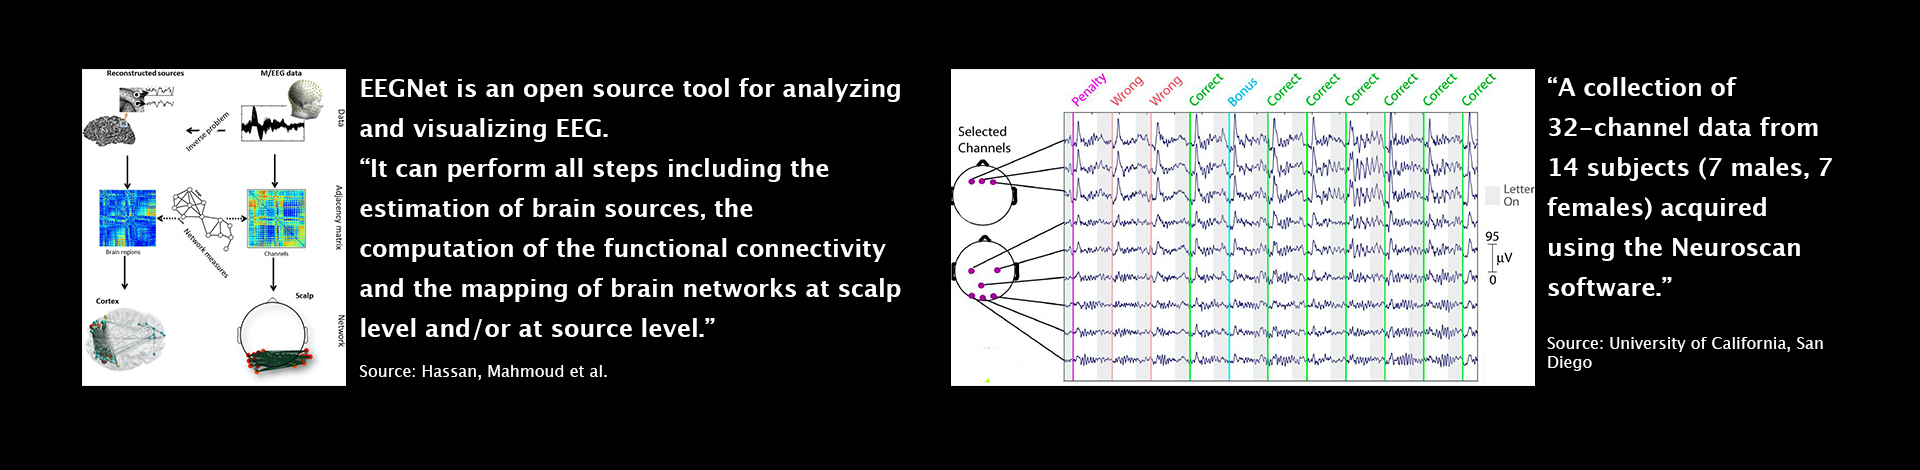 Reconstructed sources
M/EEG data
Data
Inverse problem
Adjacency matrix
Brain regions
Network measures
Channels
Cortex
Scalp
Network
EEGNet is an open source tool for analyzing
and visualizing EEG.
“It can perform all steps including the
estimation of brain sources, the
computation of the functional connectivity
and the mapping of brain networks at scalp
level and/or at source level.”
Source: Hassan, Mahmoud et al.
Penalty
Wrong
Wrong
Correct
Bonus
Correct
Correct
Correct
Correct
Correct
Correct
Selected
Channels
Letter
On
95
μV
0
“A collection of
32-channel data from
14 subjects (7 males, 7
females) acquired
using the Neuroscan
software.”
Source: University of California, San
Diego